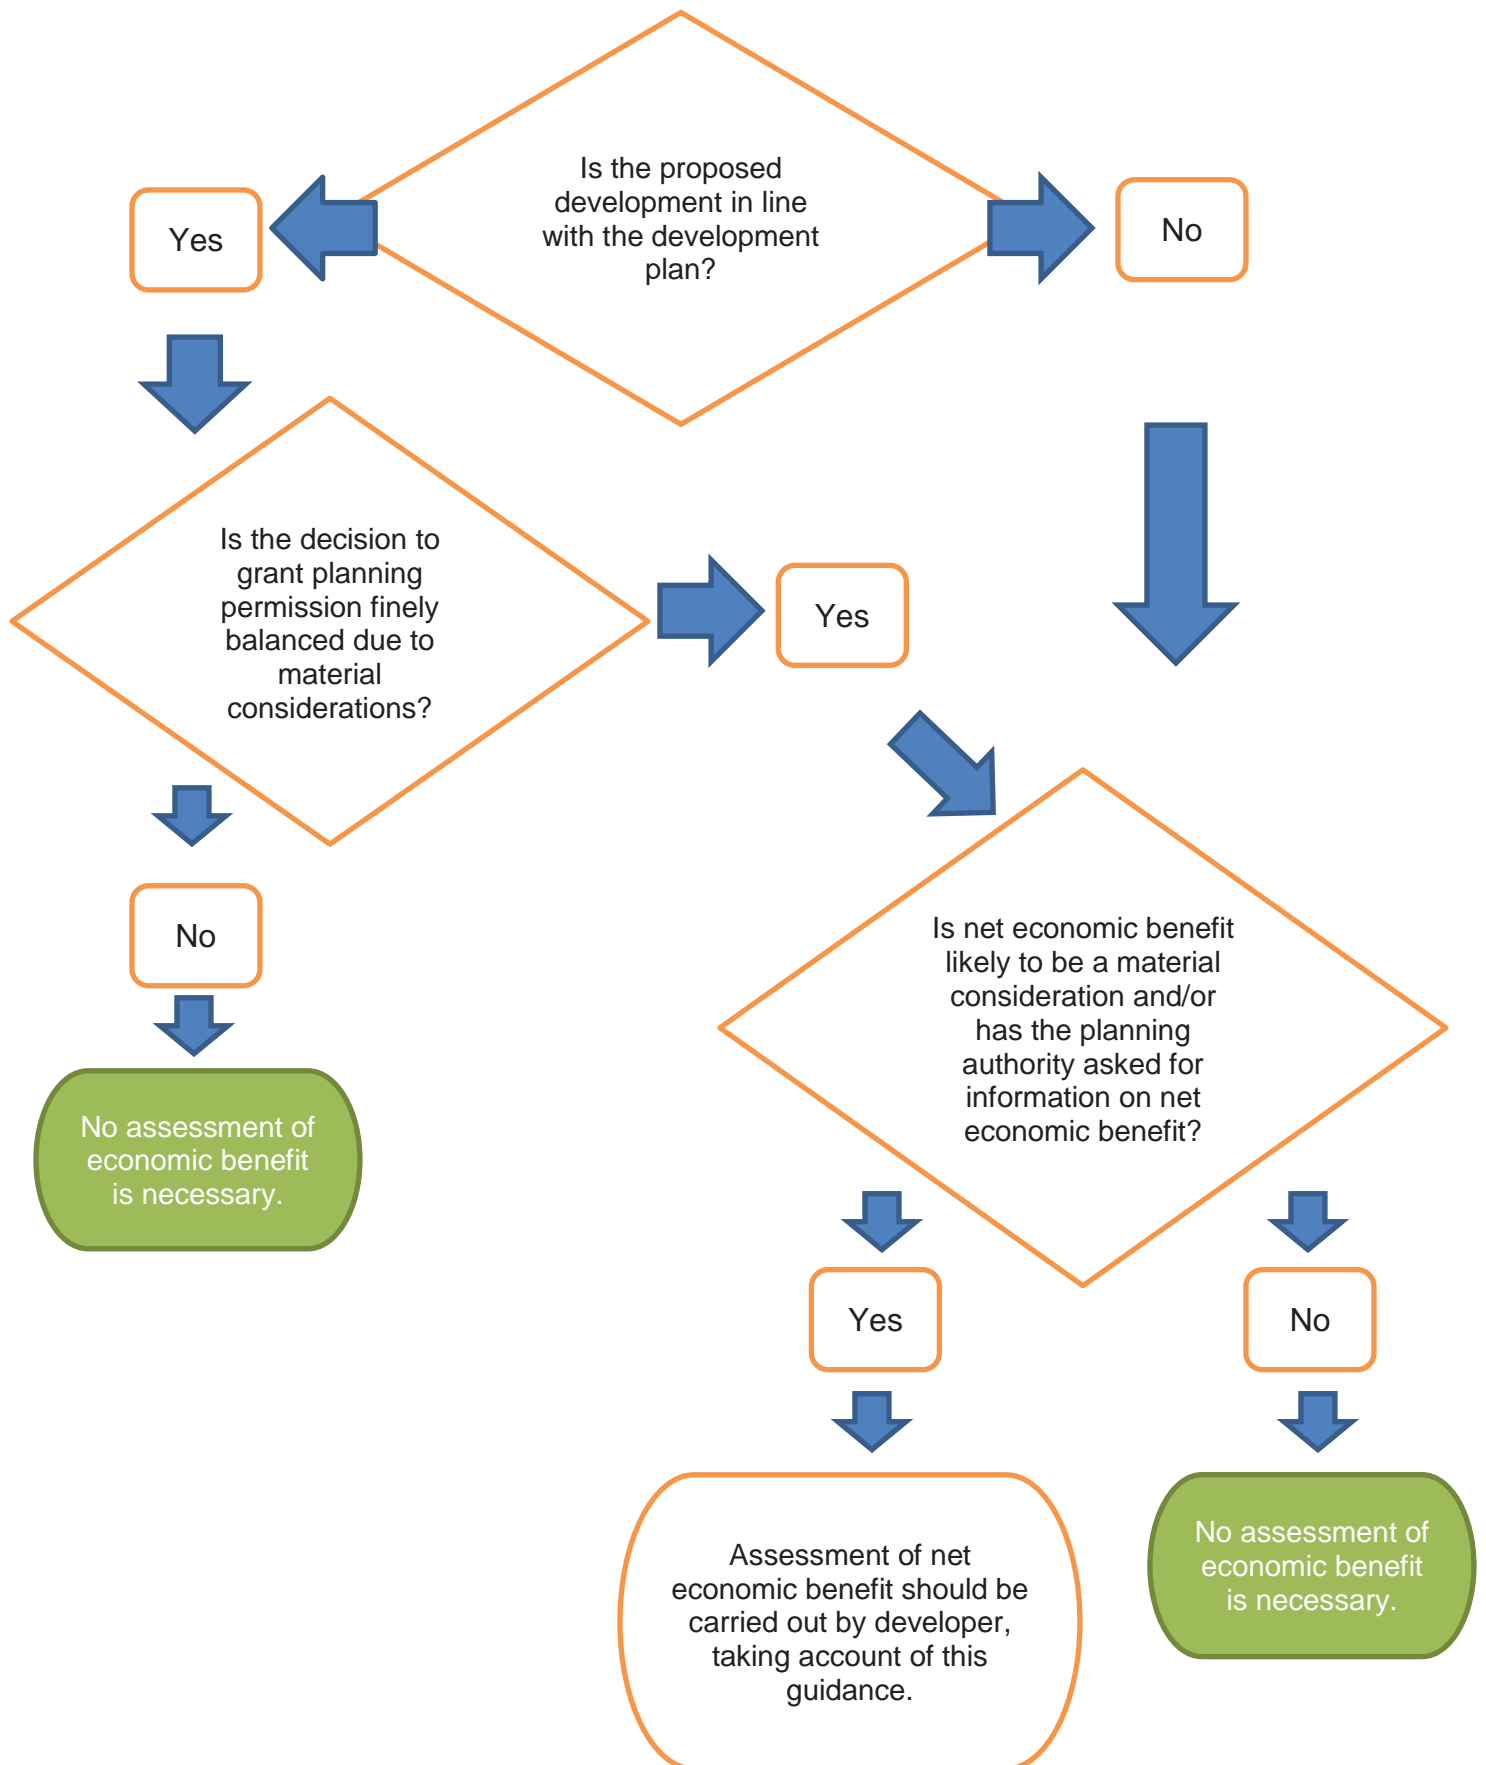 Is the proposed
development in line
with the development
plan?
Yes
No
Is the decision to
grant planning
permission finely
balanced due to
material
considerations?
Yes
No
Is net economic benefit
likely to be a material
consideration and/or
has the planning
authority asked for
information on net
economic benefit?
No assessment of
economic benefit
is necessary.
Yes
No
Assessment of net
economic benefit should be
carried out by developer,
taking account of this
guidance.
No assessment of
economic benefit
is necessary.